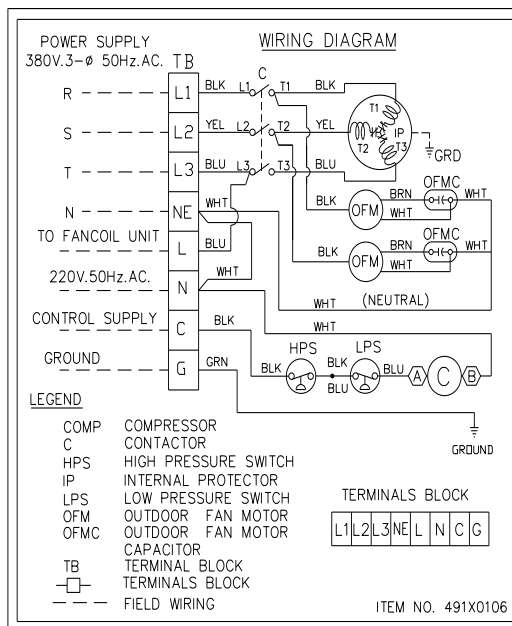 POWER SUPPLY
380V.3-ø 50Hz.AC.
TB
WIRING DIAGRAM
C
R
L1
BLK
L1
T1
BLK
BLK
T1
S
L2
YEL
L2
T2
YEL
T2
IP
T3
GRD
T
L3
BLU
L3
T3
BLU
N
NE
WHT
BLK
OFM
BRN
OFMC
WHT
WHT
TO FANCOIL UNIT
L
BLU
BLK
OFM
BRN
OFMC
WHT
WHT
220V.50Hz.AC.
N
WHT
WHT
(NEUTRAL)
CONTROL SUPPLY
C
BLK
WHT
HPS
LPS
GROUND
G
GRN
BLK
BLK
BLU
BLU
A
C
B
GROUND
LEGEND
COMP COMPRESSOR
C CONTACTOR
HPS HIGH PRESSURE SWITCH
IP INTERNAL PROTECTOR
LPS LOW PRESSURE SWITCH
OFM OUTDOOR FAN MOTOR
OFMC OUTDOOR FAN MOTOR
CAPACITOR
TB TERMINAL BLOCK
TERMINALS BLOCK
FIELD WIRING
TERMINALS BLOCK
L1 L2 L3 NE L N C G
ITEM NO. 491X0106